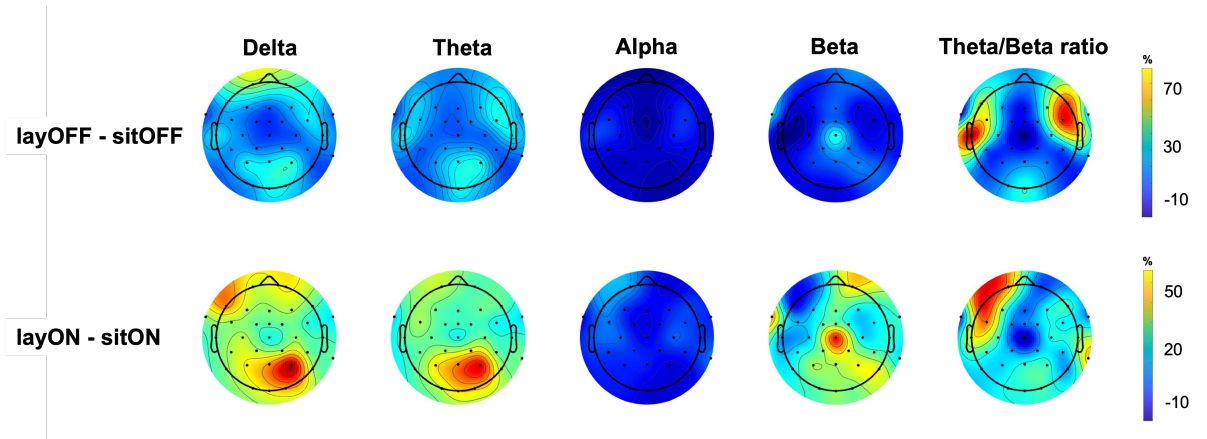 Delta Theta Alpha Beta Theta/Beta ratio
%
70
layOFF - sitOFF
30
-10
%
50
layON - sitON
20
-10